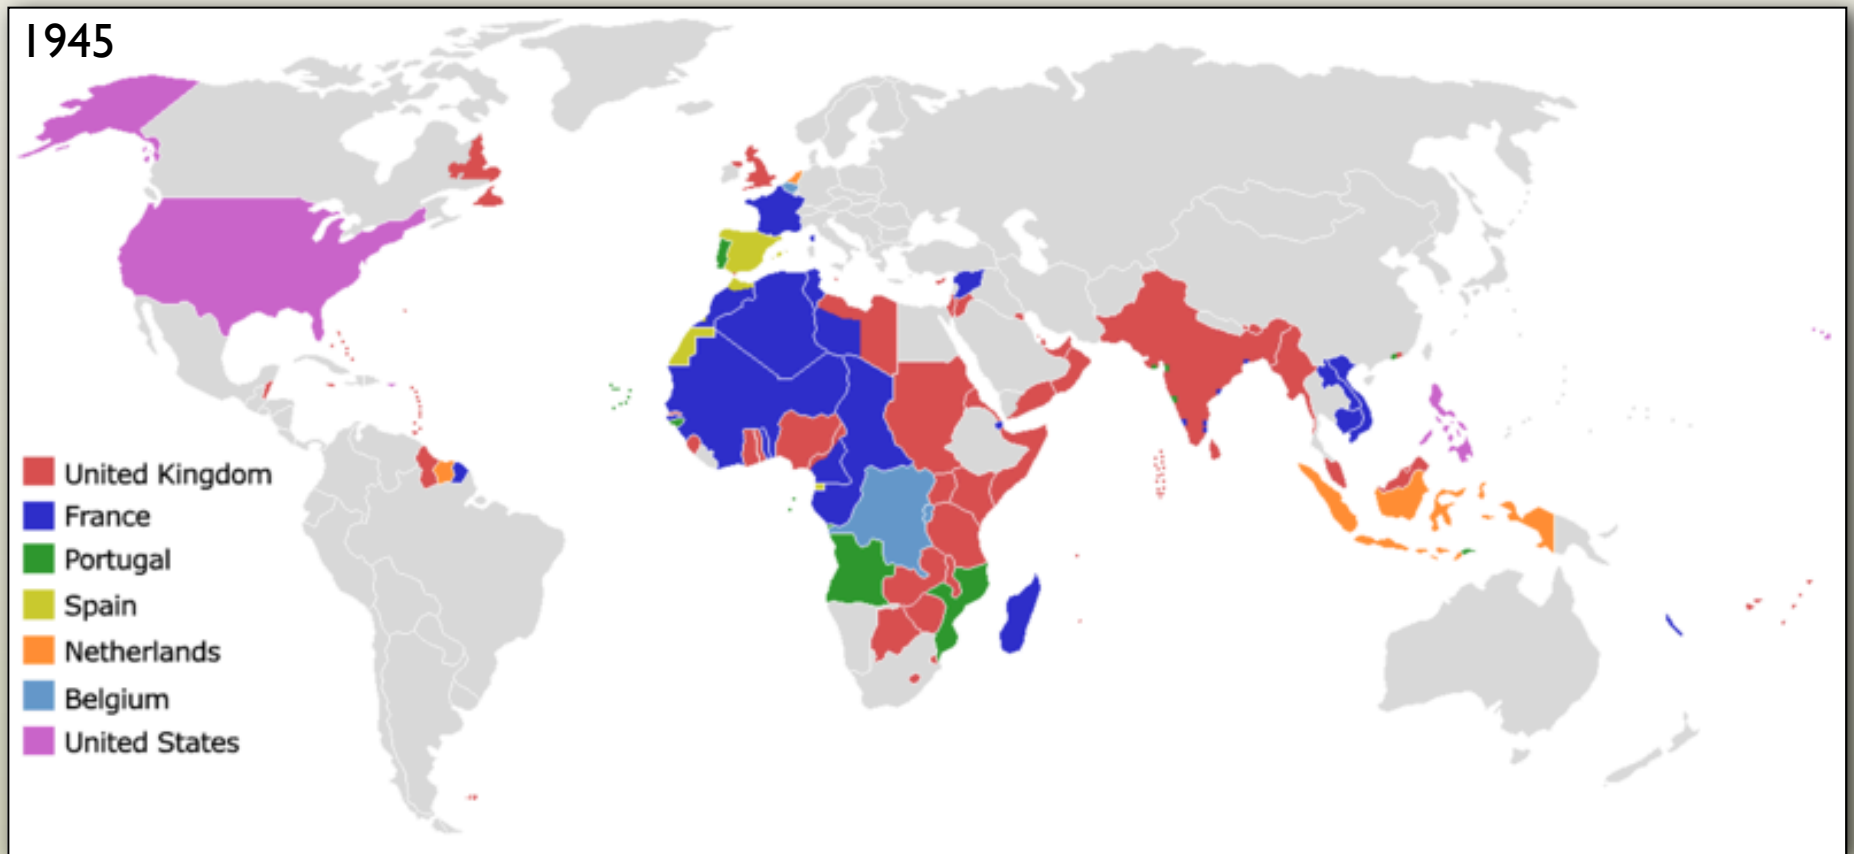 1945
United Kingdom
France
Portugal
Spain
Netherlands
Belgium
United States